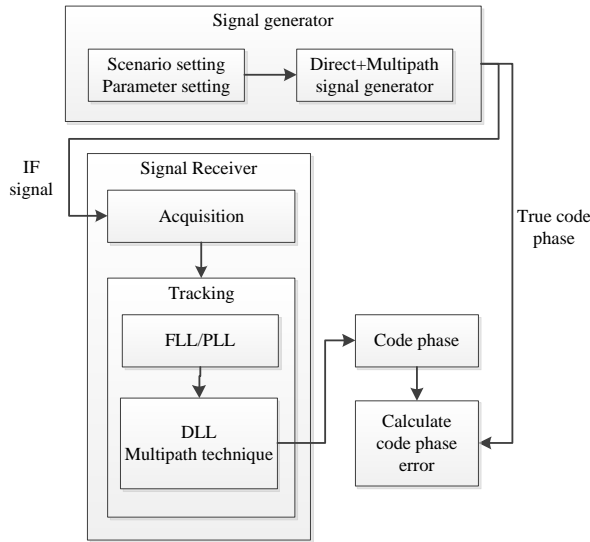 Signal generator
Scenario setting
Parameter setting
Direct+Multipath
signal generator
IF
signal
Signal Receiver
Acquisition
True code
phase
Tracking
FLL/PLL
Code phase
DLL
Multipath technique
Calculate
code phase
error